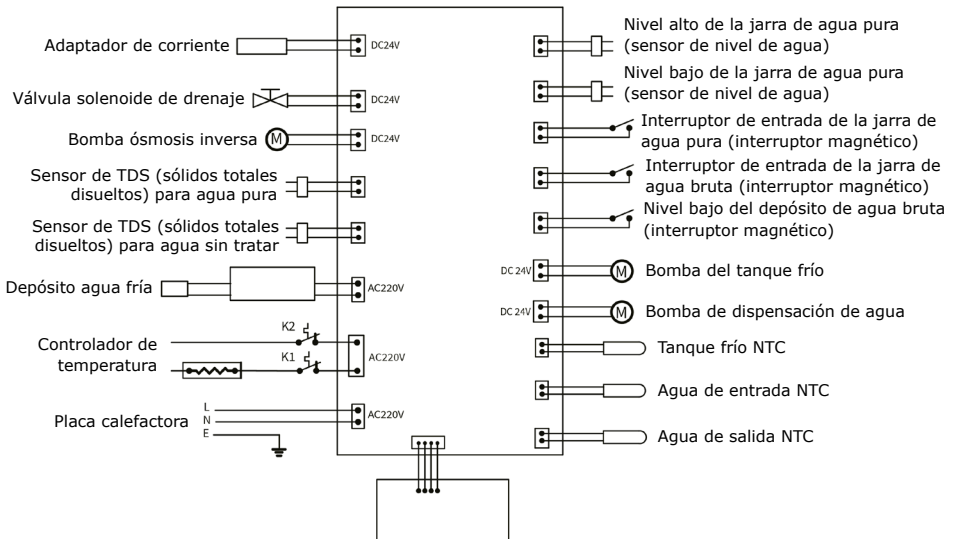 Adaptador de corriente
DC24V
Válvula solenoide de drenaje
DC24V
Bomba ósmosis inversa
M
DC24V
Sensor de TDS (sólidos totales
disueltos) para agua pura
Sensor de TDS (sólidos totales
disueltos) para agua sin tratar
Depósito agua fría
AC220V
Controlador de
temperatura
K2
K1
AC220V
Placa calefactora
L
N
E
AC220V
Nivel alto de la jarra de agua pura
(sensor de nivel de agua)
Nivel bajo de la jarra de agua pura
(sensor de nivel de agua)
Interruptor de entrada de la jarra de
agua pura (interruptor magnético)
Interruptor de entrada de la jarra de
agua bruta (interruptor magnético)
Nivel bajo del depósito de agua bruta
(interruptor magnético)
DC 24V
M
Bomba del tanque frío
DC 24V
M
Bomba de dispensación de agua
Tanque frío NTC
Agua de entrada NTC
Agua de salida NTC